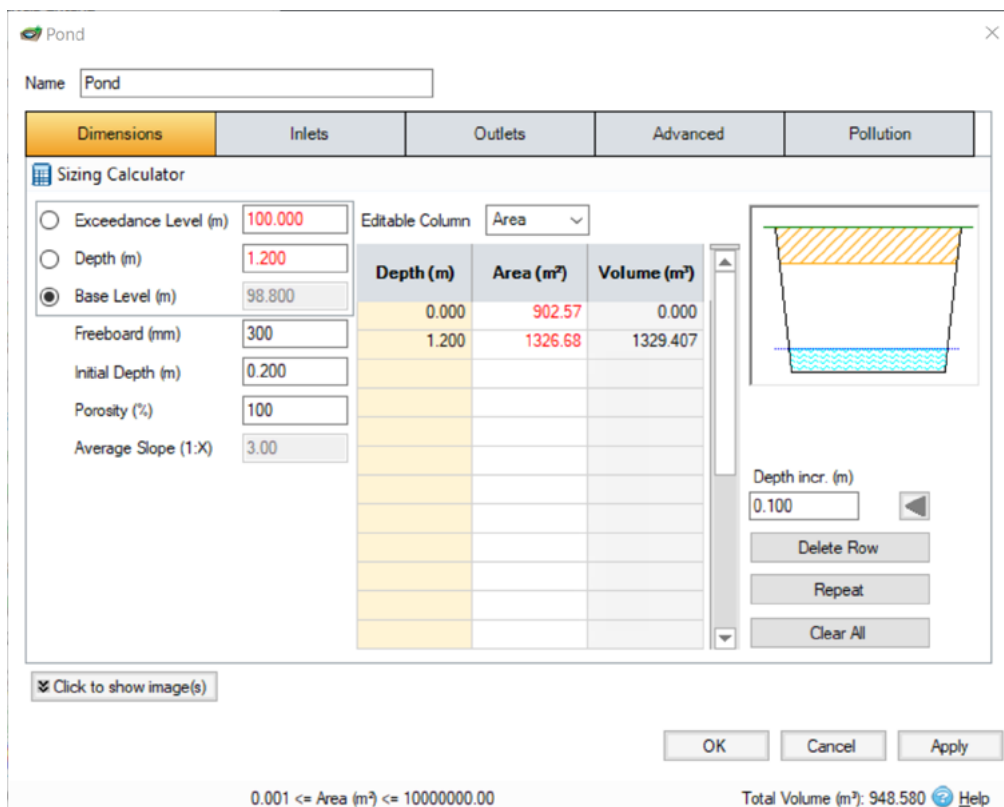 Pond
Name Pond
Dimensions Inlets Outlets Advanced Pollution
Sizing Calculator
Exceedance Level (m) 100.000 Editable Column Area
Depth (m) 1.200
Base Level (m) 98.800
Freeboard (mm) 300
Initial Depth (m) 0.200
Porosity (%) 100
Average Slope (1:X) 3.00
Depth (m) Area (m²) Volume (m³)
0.000 902.57 0.000
1.200 1326.68 1329.407
Depth incr. (m)
0.100
Delete Row
Repeat
Clear All
Click to show image(s)
OK Cancel Apply
0.001 <= Area (m²) <= 10000000.00 Total Volume (m³): 948.580 Help